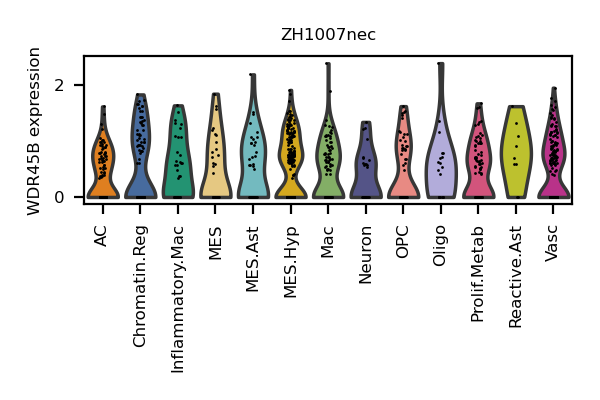 ZH1007nec
WDR45B expression
2
0
AC
Chromatin.Reg
Inflammatory.Mac
MES
MES.Ast
MES.Hyp
Mac
Neuron
OPC
Oligo
Prolif.Metab
Reactive.Ast
Vasc